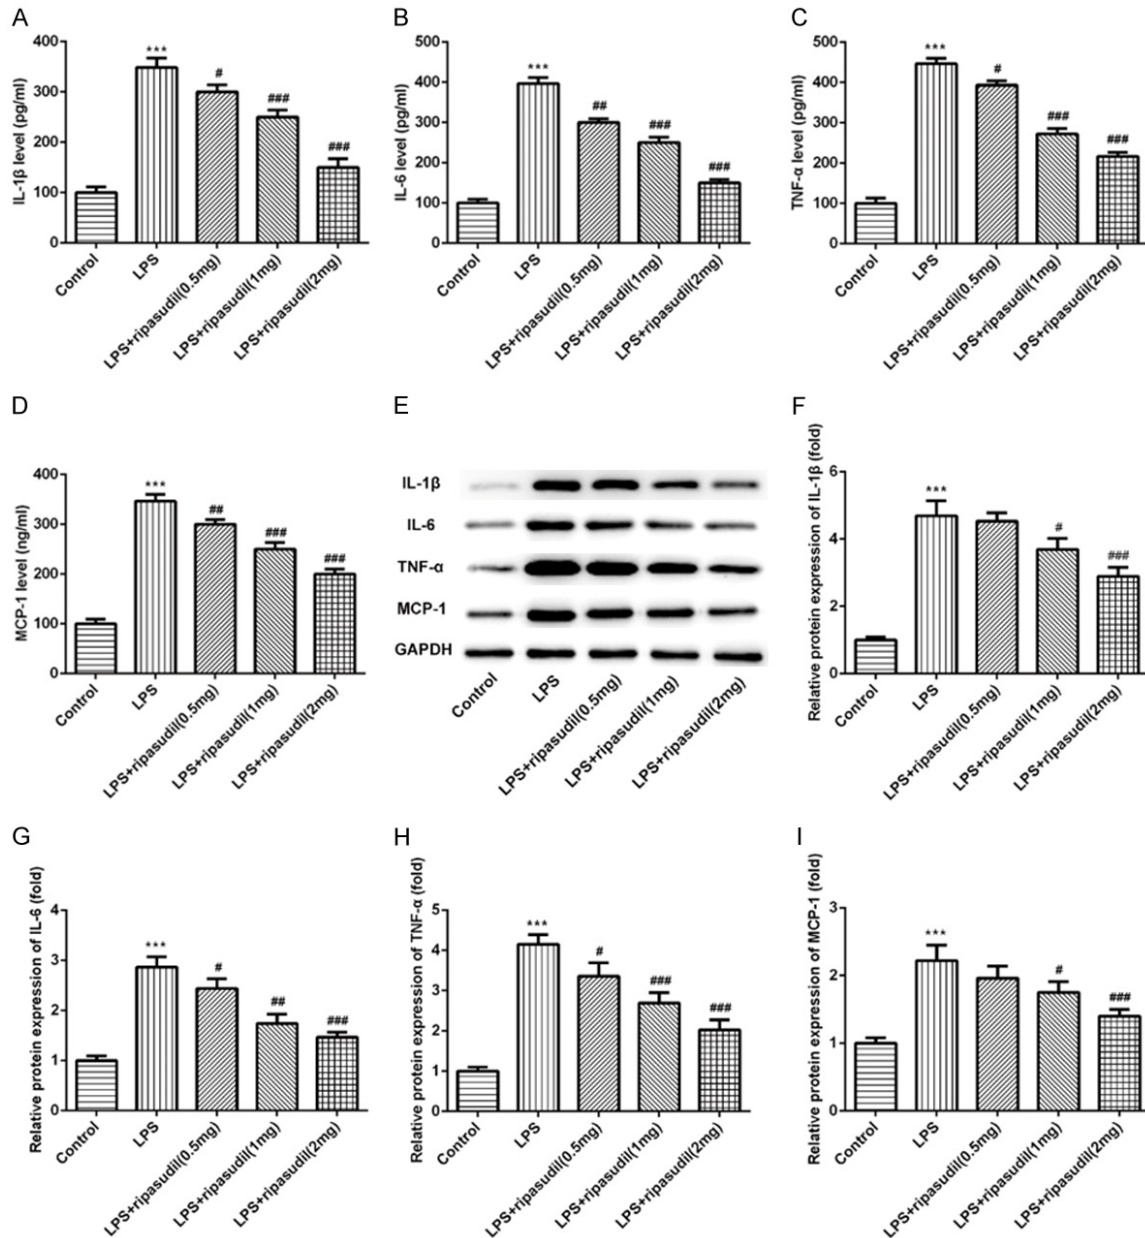 A
IL-1β level (pg/ml)
400
300
200
100
0
***
#
###
###
Control
LPS
LPS+ripasudil(0.5mg)
LPS+ripasudil(1mg)
LPS+ripasudil(2mg)
B
IL-6 level (pg/ml)
500
400
300
200
100
0
***
##
###
###
Control
LPS
LPS+ripasudil(0.5mg)
LPS+ripasudil(1mg)
LPS+ripasudil(2mg)
C
TNF-α level (pg/ml)
500
400
300
200
100
0
***
#
###
###
Control
LPS
LPS+ripasudil(0.5mg)
LPS+ripasudil(1mg)
LPS+ripasudil(2mg)
D
MCP-1 level (ng/ml)
400
300
200
100
0
***
##
###
###
Control
LPS
LPS+ripasudil(0.5mg)
LPS+ripasudil(1mg)
LPS+ripasudil(2mg)
E
IL-1β
IL-6
TNF-α
MCP-1
GAPDH
Control
LPS
LPS+ripasudil(0.5mg)
LPS+ripasudil(1mg)
LPS+ripasudil(2mg)
F
Relative protein expression of IL-1β (fold)
6
4
2
0
***
#
###
Control
LPS
LPS+ripasudil(0.5mg)
LPS+ripasudil(1mg)
LPS+ripasudil(2mg)
G
Relative protein expression of IL-6 (fold)
4
3
2
1
0
***
#
##
###
Control
LPS
LPS+ripasudil(0.5mg)
LPS+ripasudil(1mg)
LPS+ripasudil(2mg)
H
Relative protein expression of TNF-α (fold)
5
4
3
2
1
0
***
#
###
###
Control
LPS
LPS+ripasudil(0.5mg)
LPS+ripasudil(1mg)
LPS+ripasudil(2mg)
I
Relative protein expression of MCP-1 (fold)
3
2
1
0
***
#
###
Control
LPS
LPS+ripasudil(0.5mg)
LPS+ripasudil(1mg)
LPS+ripasudil(2mg)